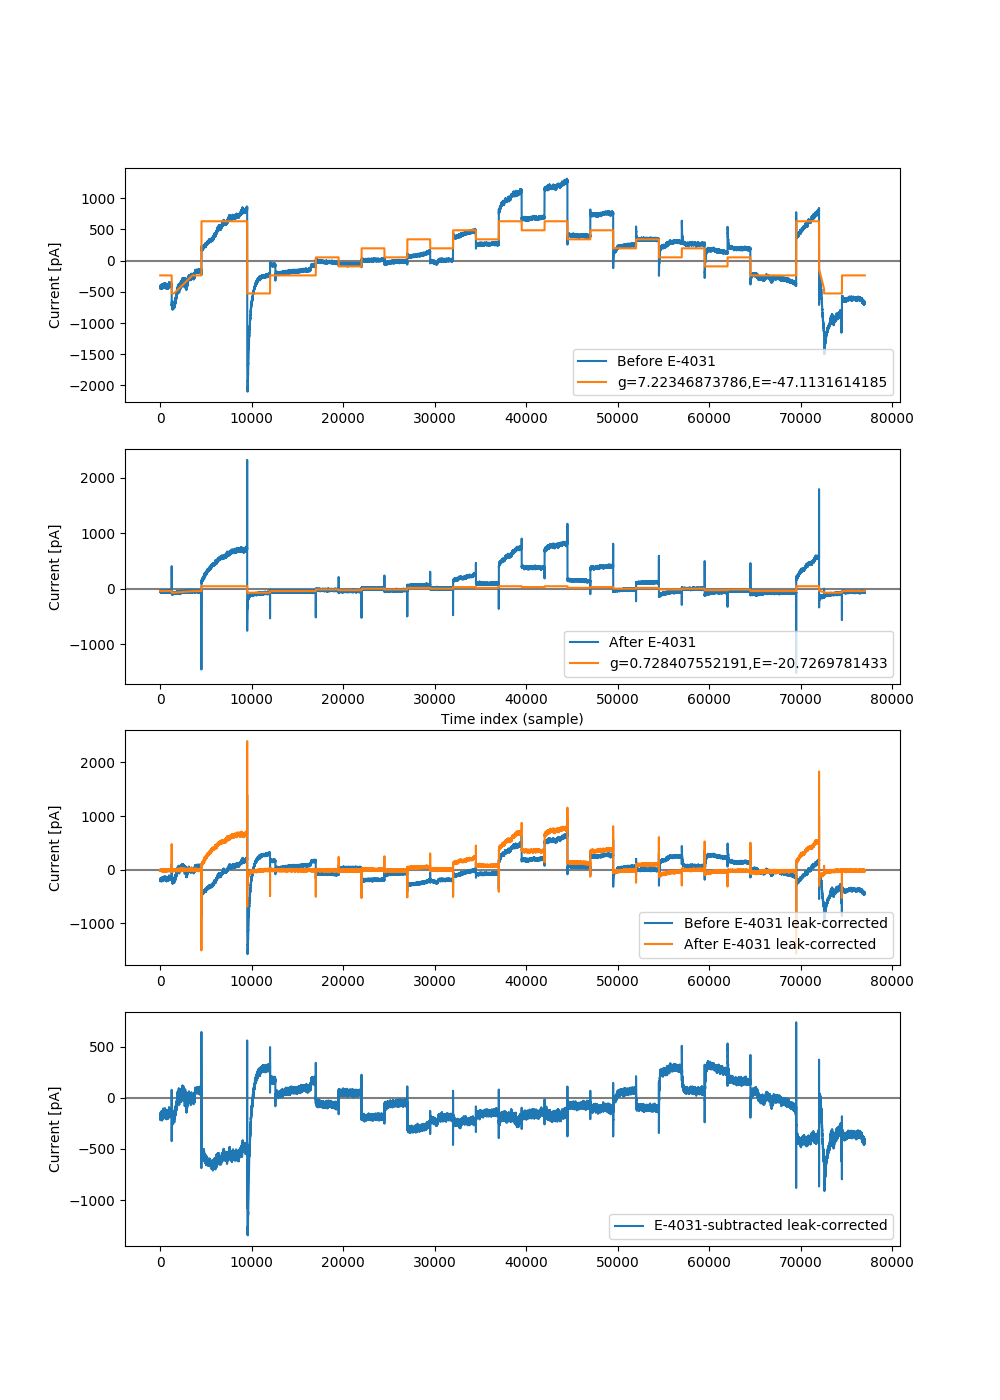 1000
500
0
−500
−1000
−1500
−2000
Current [pA]
Before E-4031
g=7.22346873786,E=-47.1131614185
0 10000 20000 30000 40000 50000 60000 70000 80000
2000
1000
0
−1000
Current [pA]
After E-4031
g=0.728407552191,E=-20.7269781433
0 10000 20000 30000 40000 50000 60000 70000 80000
Time index (sample)
2000
1000
0
−1000
Current [pA]
Before E-4031 leak-corrected
After E-4031 leak-corrected
0 10000 20000 30000 40000 50000 60000 70000 80000
500
0
−500
−1000
Current [pA]
E-4031-subtracted leak-corrected
0 10000 20000 30000 40000 50000 60000 70000 80000